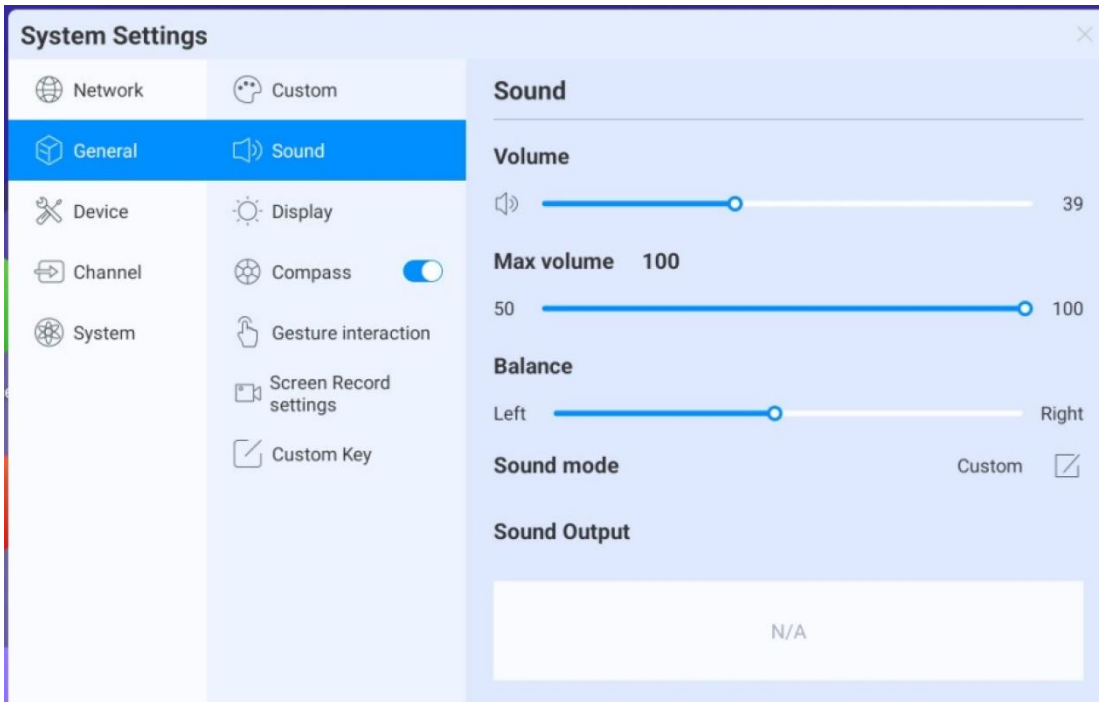 System Settings
Network
General
Device
Channel
System
Custom
Sound
Display
Compass
Gesture interaction
Screen Record
settings
Custom Key
Sound
Volume
39
Max volume 100
50 100
Balance
Left Right
Sound mode Custom
Sound Output
N/A